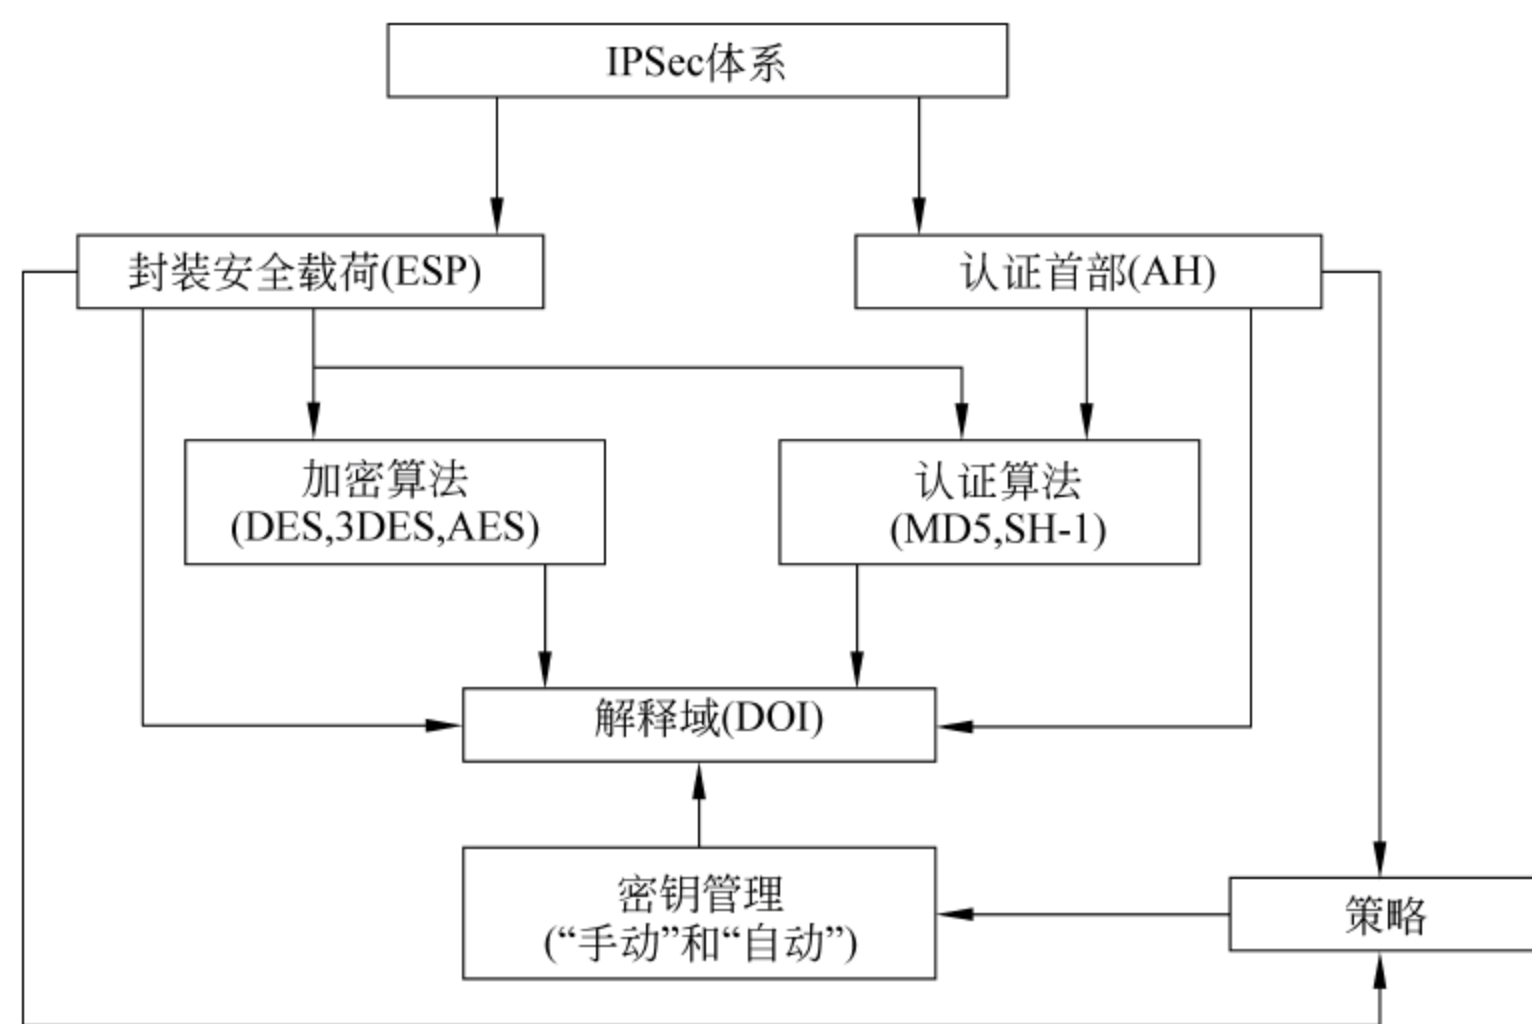 IPSec体系
封装安全载荷(ESP)
认证首部(AH)
加密算法
(DES,3DES,AES)
认证算法
(MD5,SH-1)
解释域(DOI)
密钥管理
(“手动”和“自动”)
策略